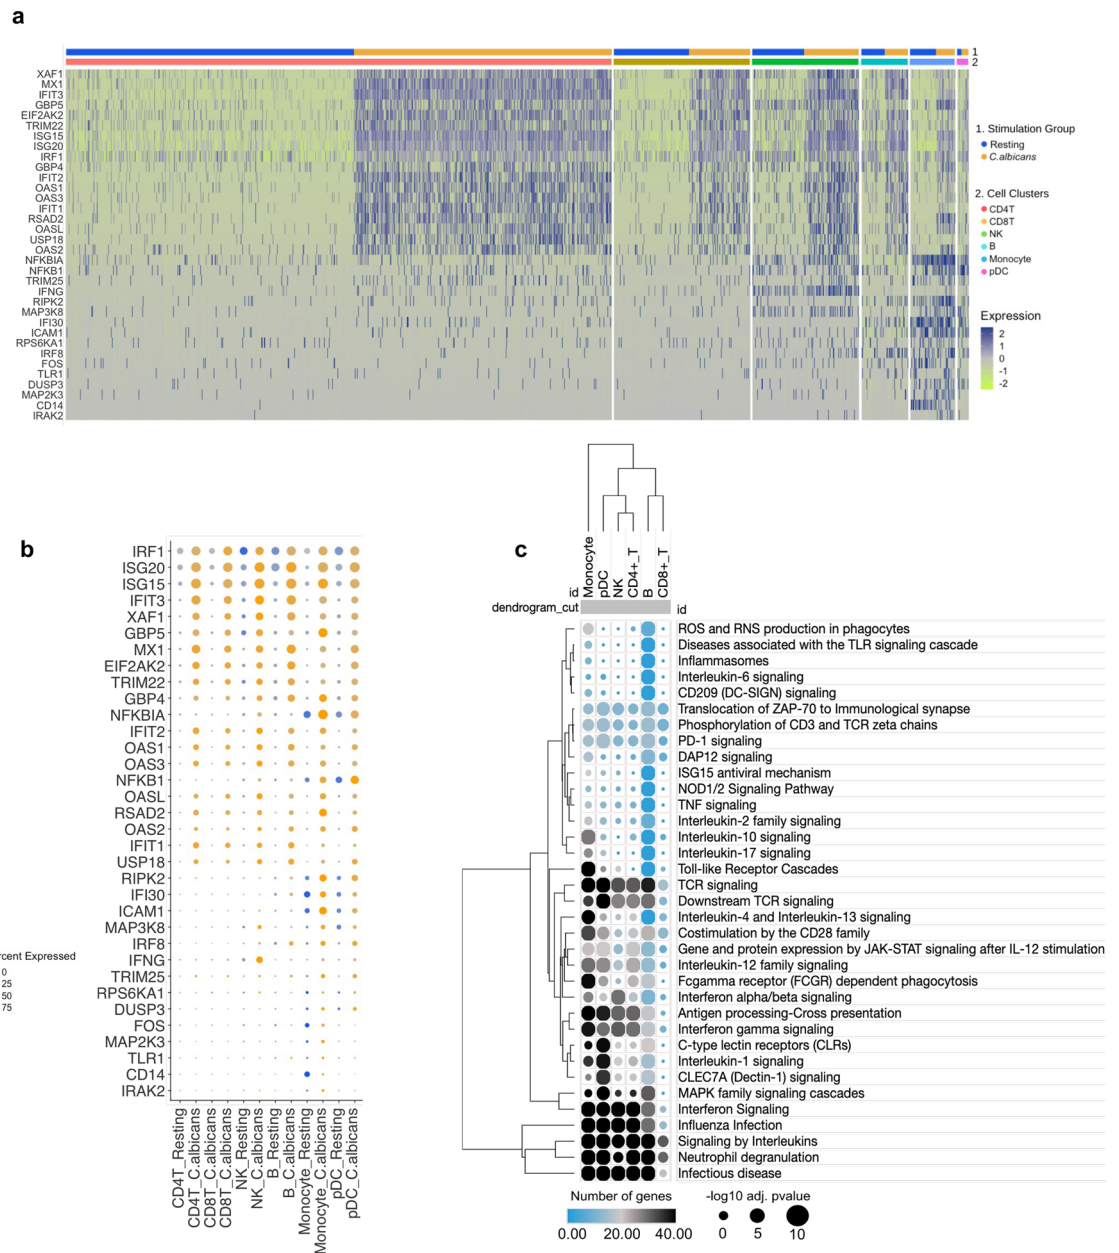 a
1
2
XAF1
MX1
IFIT3
GBP5
EIF2AK2
TRIM22
ISG15
ISG20
IRF1
GBP4
IFIT2
OAS1
OAS3
IFIT1
RSAD2
OASL
USP18
OAS2
NFKBIA
NFKB1
TRIM25
IFNG
RIPK2
MAP3K8
IFI30
ICAM1
RPS6KA1
IRF8
FOS
TLR1
DUSP3
MAP2K3
CD14
IRAK2
1. Stimulation Group
Resting
C.albicans
2. Cell Clusters
CD4T
CD8T
NK
B
Monocyte
pDC
Expression
2
1
0
-1
-2
b
IRF1
ISG20
ISG15
IFIT3
XAF1
GBP5
MX1
EIF2AK2
TRIM22
GBP4
NFKBIA
IFIT2
OAS1
OAS3
NFKB1
OASL
RSAD2
OAS2
IFIT1
USP18
RIPK2
IFI30
ICAM1
MAP3K8
IRF8
IFNG
TRIM25
RPS6KA1
DUSP3
FOS
MAP2K3
TLR1
CD14
IRAK2
rcent Expressed
0
25
50
75
CD4T_Resting
CD4T_C.albicans
CD8T_C.albicans
CD8T_C.albicans
NK_Resting
NK_C.albicans
B_Resting
B_C.albicans
Monocyte_Resting
Monocyte_C.albicans
pDC_Resting
pDC_C.albicans
c
Monocyte
pDC
NK
CD4+_T
B
CD8+_T
id
dendrogram_cut
id
ROS and RNS production in phagocytes
Diseases associated with the TLR signaling cascade
Inflammasomes
Interleukin-6 signaling
CD209 (DC-SIGN) signaling
Translocation of ZAP-70 to Immunological synapse
Phosphorylation of CD3 and TCR zeta chains
PD-1 signaling
DAP12 signaling
ISG15 antiviral mechanism
NOD1/2 Signaling Pathway
TNF signaling
Interleukin-2 family signaling
Interleukin-10 signaling
Interleukin-17 signaling
Toll-like Receptor Cascades
TCR signaling
Downstream TCR signaling
Interleukin-4 and Interleukin-13 signaling
Costimulation by the CD28 family
Gene and protein expression by JAK-STAT signaling after IL-12 stimulation
Interleukin-12 family signaling
Fcgamma receptor (FCGR) dependent phagocytosis
Interferon alpha/beta signaling
Antigen processing-Cross presentation
Interferon gamma signaling
C-type lectin receptors (CLRs)
Interleukin-1 signaling
CLEC7A (Dectin-1) signaling
MAPK family signaling cascades
Interferon Signaling
Influenza Infection
Signaling by Interleukins
Neutrophil degranulation
Infectious disease
Number of genes
0.00 20.00 40.00
-log10 adj. pvalue
0 5 10